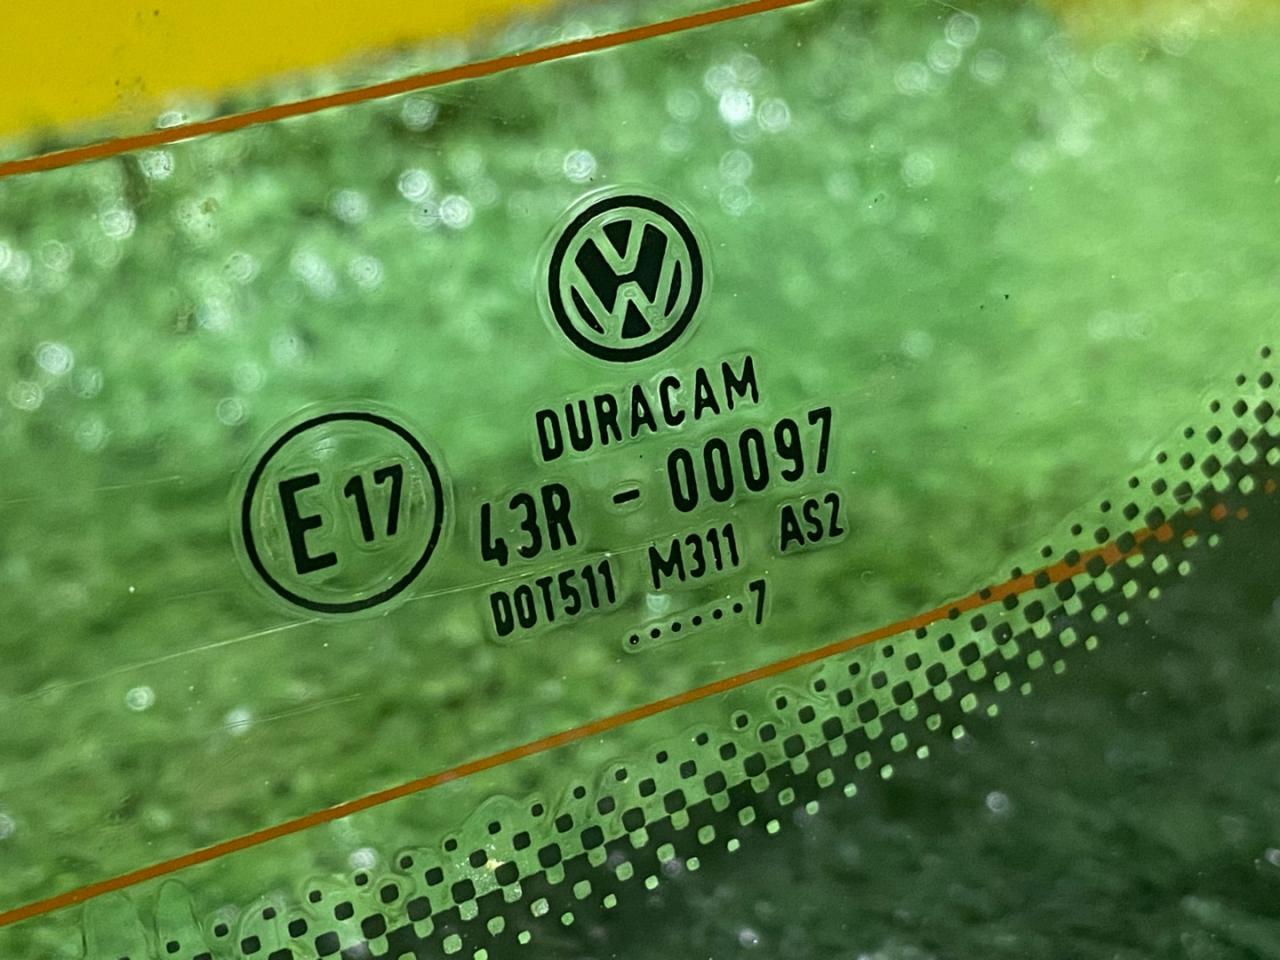 DURACAM
E17
43R - 00097
DOT511 M311 AS2
......7